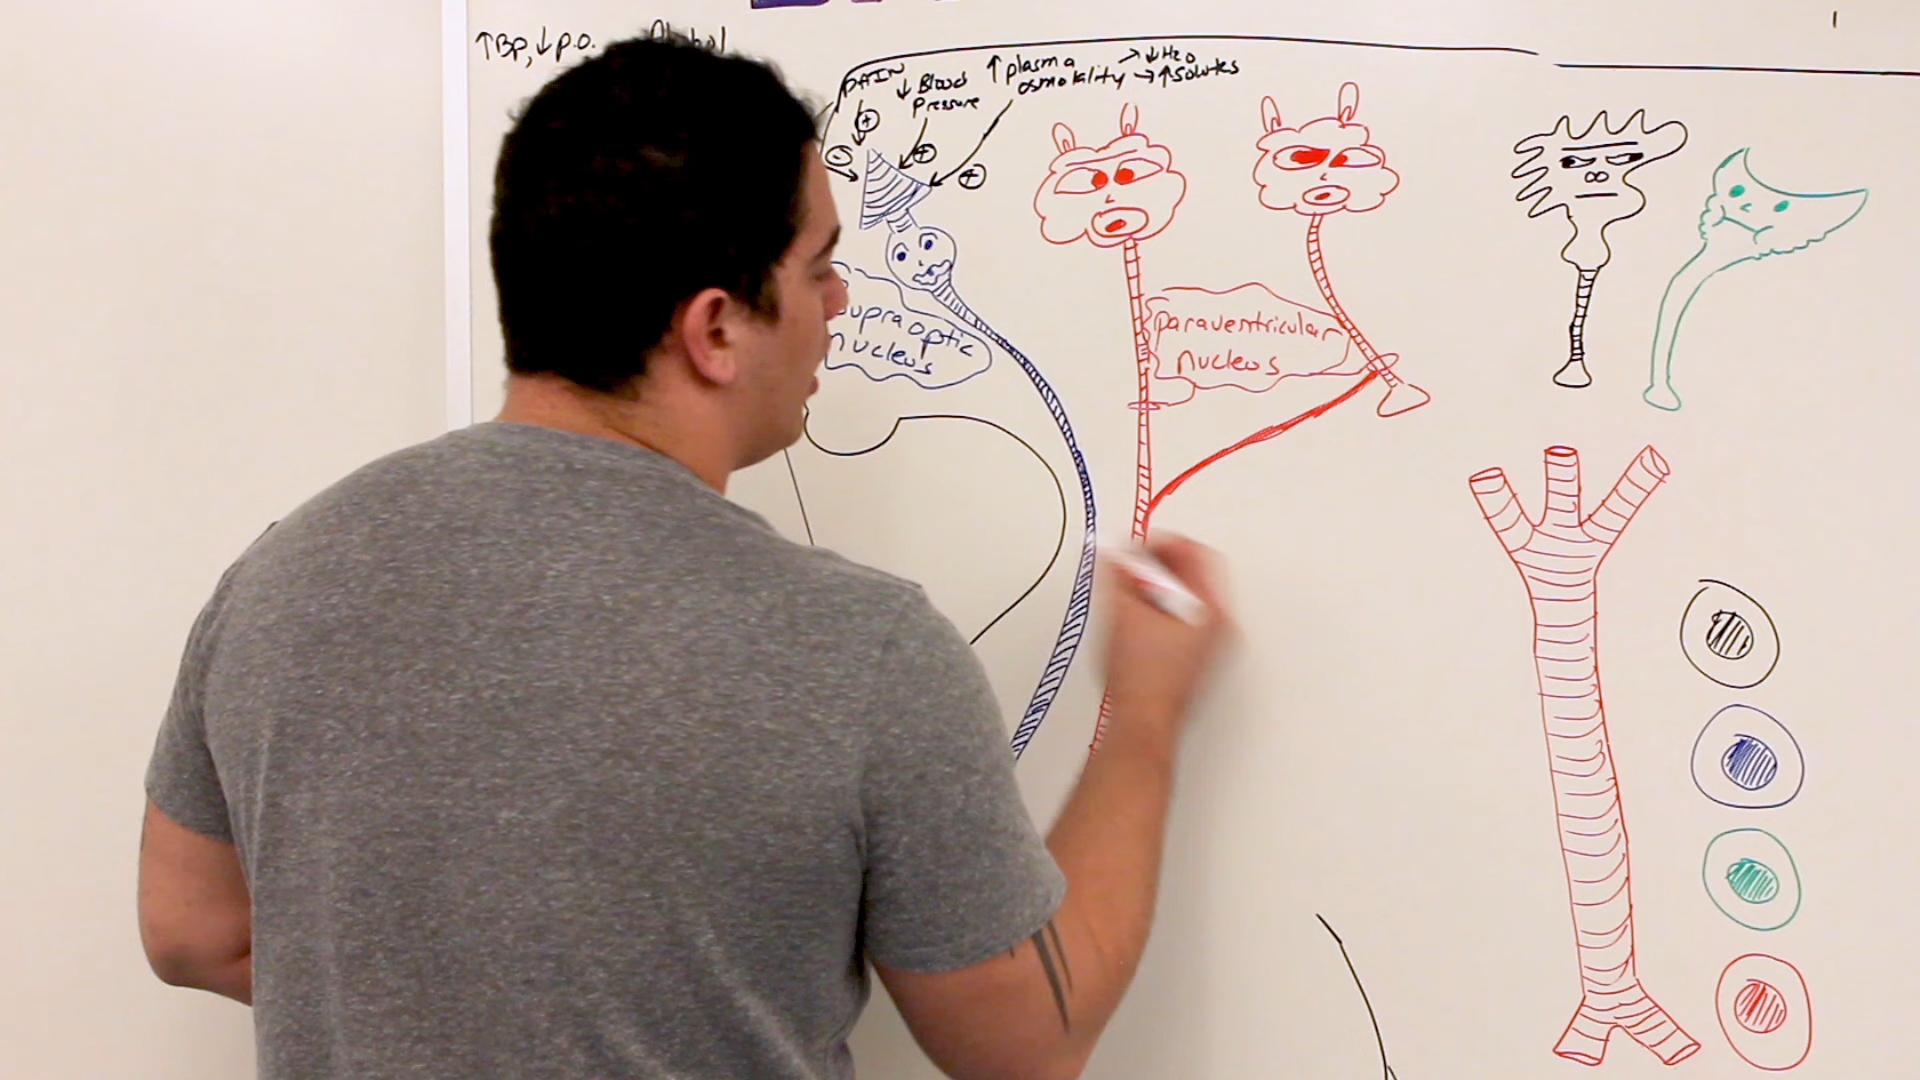 ↑BP, ↓p.o.
PAIN
↓ Blood
Pressure
↑ plasma
osmolality
→ ↓ H2O
→ ↑ Solutes
+
-
+
+
supraoptic
nucleus
paraventricular
nucleus